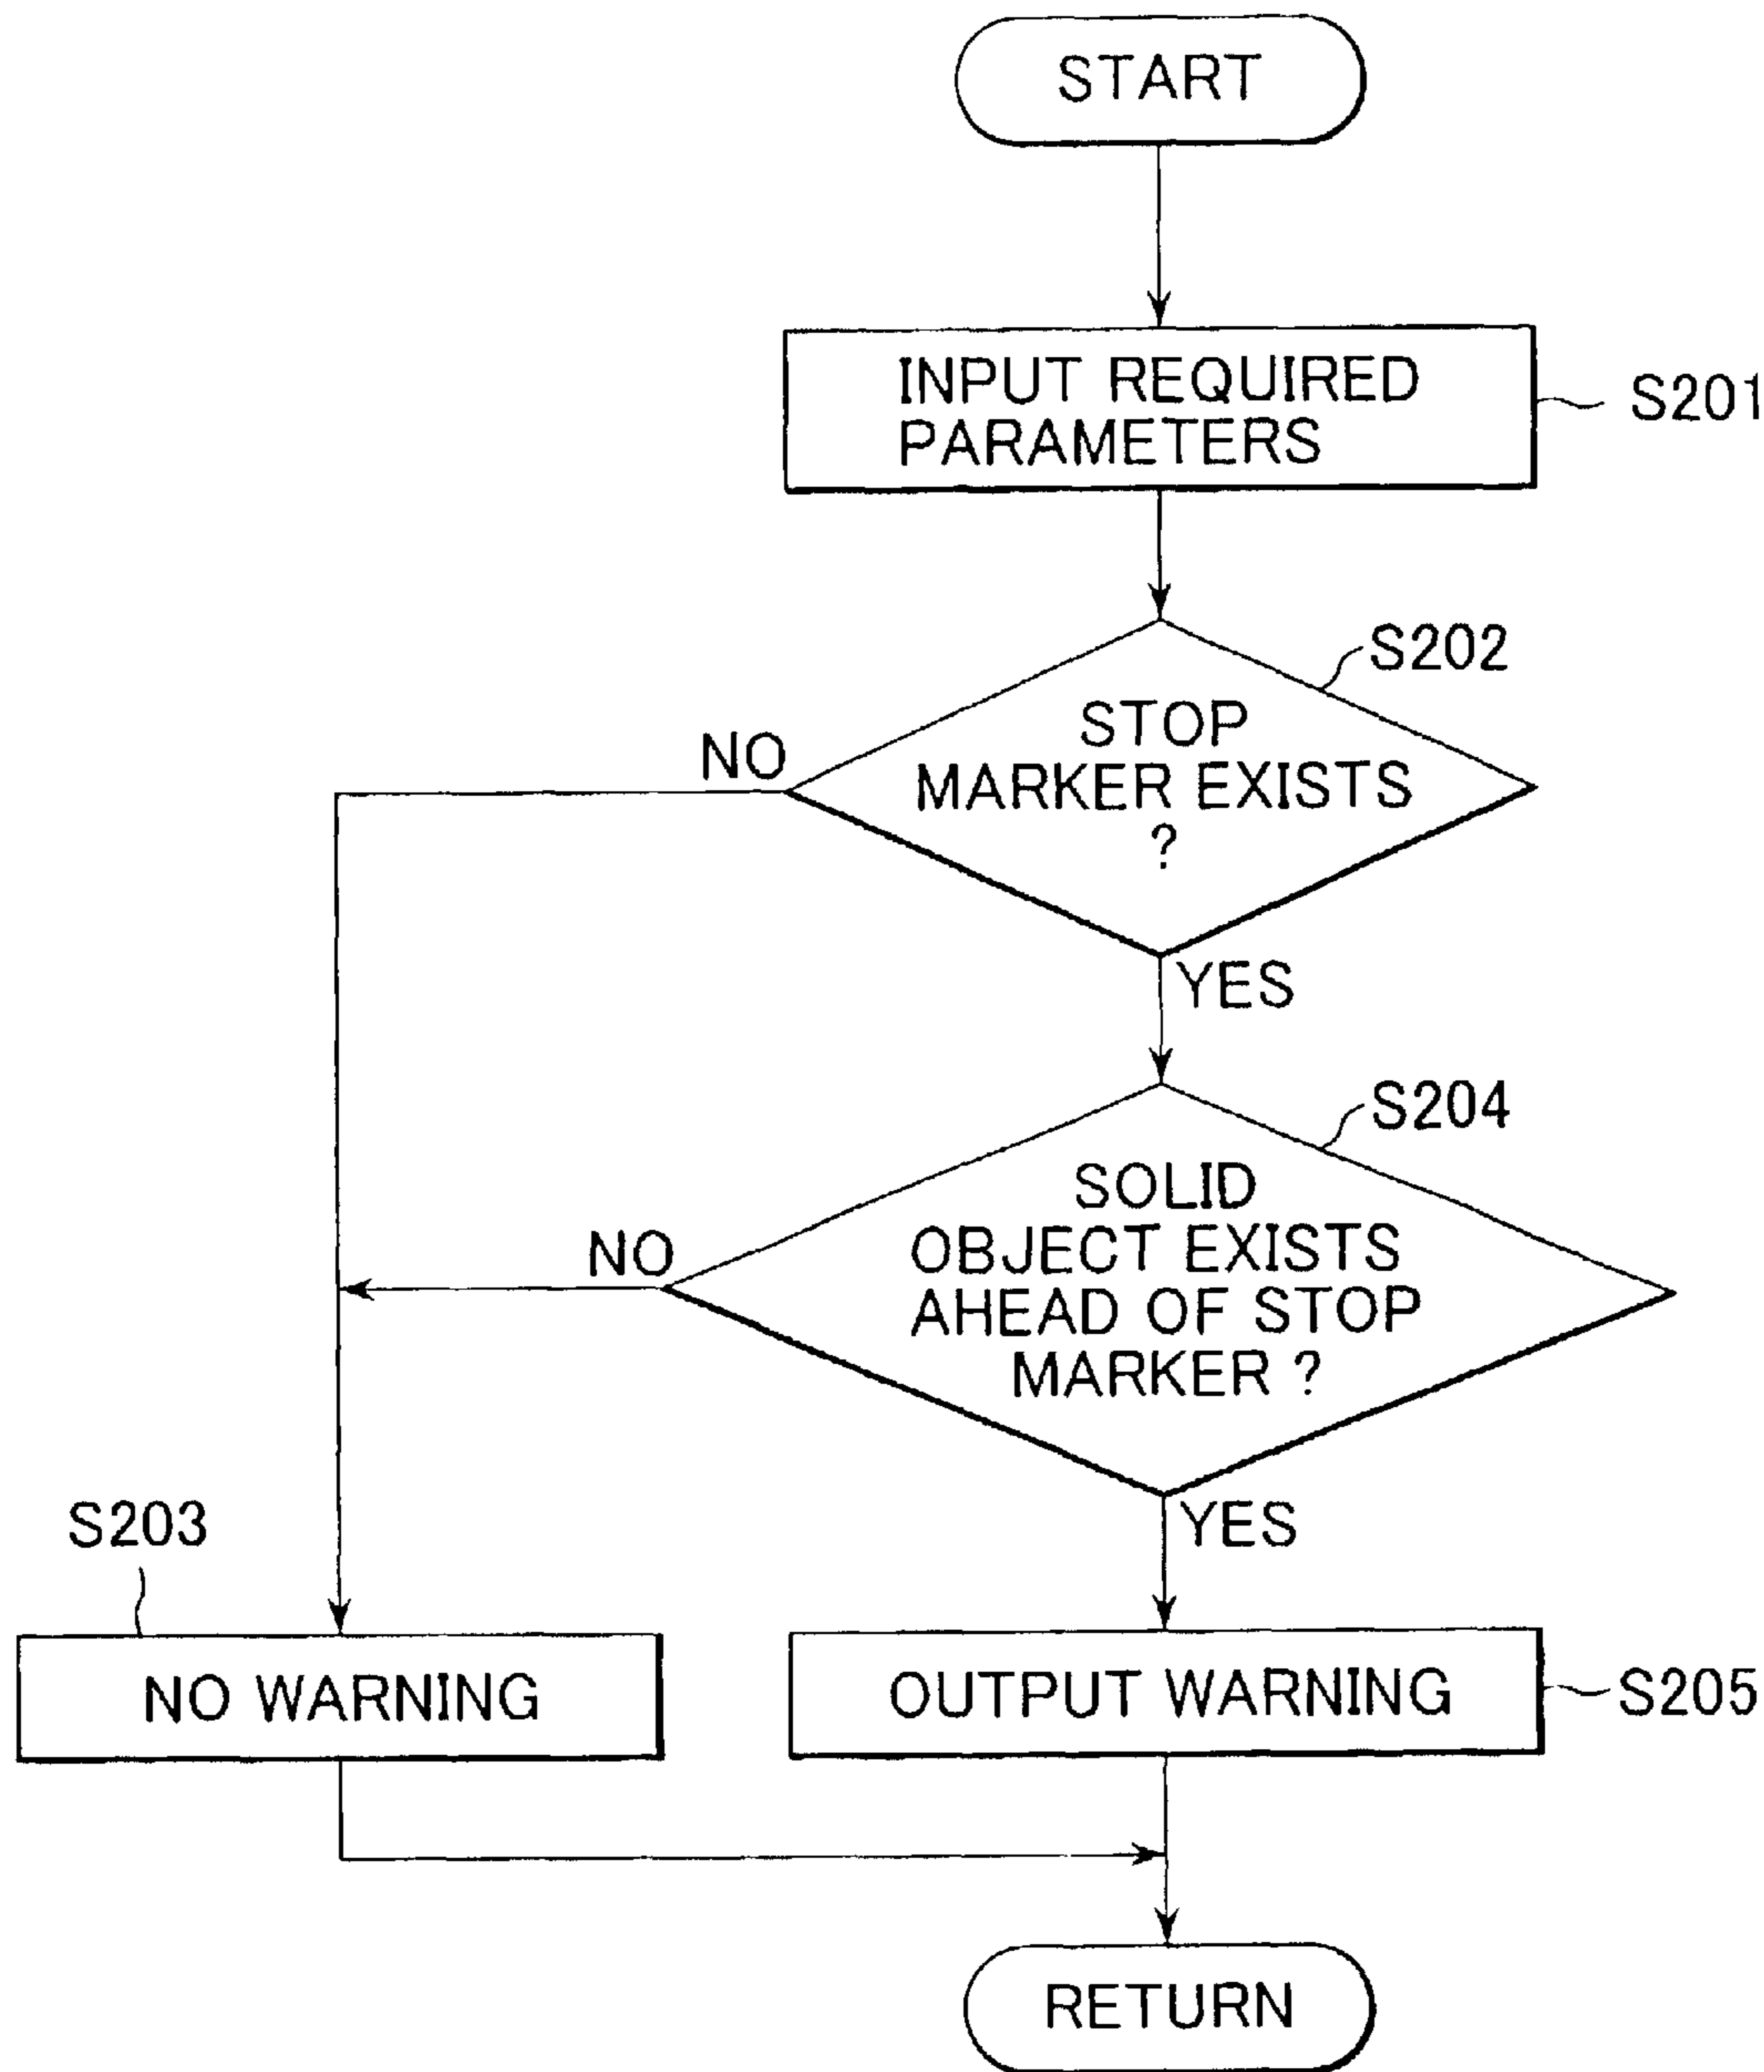 START
INPUT REQUIRED
PARAMETERS
S201
S202
STOP
MARKER EXISTS
?
NO
YES
S204
SOLID
OBJECT EXISTS
AHEAD OF STOP
MARKER ?
NO
YES
S203
NO WARNING
OUTPUT WARNING
S205
RETURN